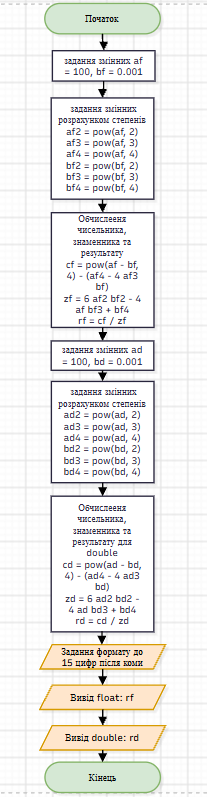 Початок
задання змінних af
= 100, bf = 0.001
задання змінних
розрахунком степенів
af2 = pow(af, 2)
af3 = pow(af, 3)
af4 = pow(af, 4)
bf2 = pow(bf, 2)
bf3 = pow(bf, 3)
bf4 = pow(bf, 4)
Обчислееня
чисельника,
знаменника та
результату
cf = pow(af - bf,
4) - (af4 - 4 af3
bf)
zf = 6 af2 bf2 - 4
af bf3 + bf4
rf = cf / zf
задання змінних ad
= 100, bd = 0.001
задання змінних
розрахунком степенів
ad2 = pow(ad, 2)
ad3 = pow(ad, 3)
ad4 = pow(ad, 4)
bd2 = pow(bd, 2)
bd3 = pow(bd, 3)
bd4 = pow(bd, 4)
Обчислееня
чисельника,
знаменника та
результату для
double
cd = pow(ad - bd,
4) - (ad4 - 4 ad3
bd)
zd = 6 ad2 bd2 -
4 ad bd3 + bd4
rd = cd / zd
Задання формату до
15 цифр після коми
Вивід float: rf
Вивід double: rd
Кінець